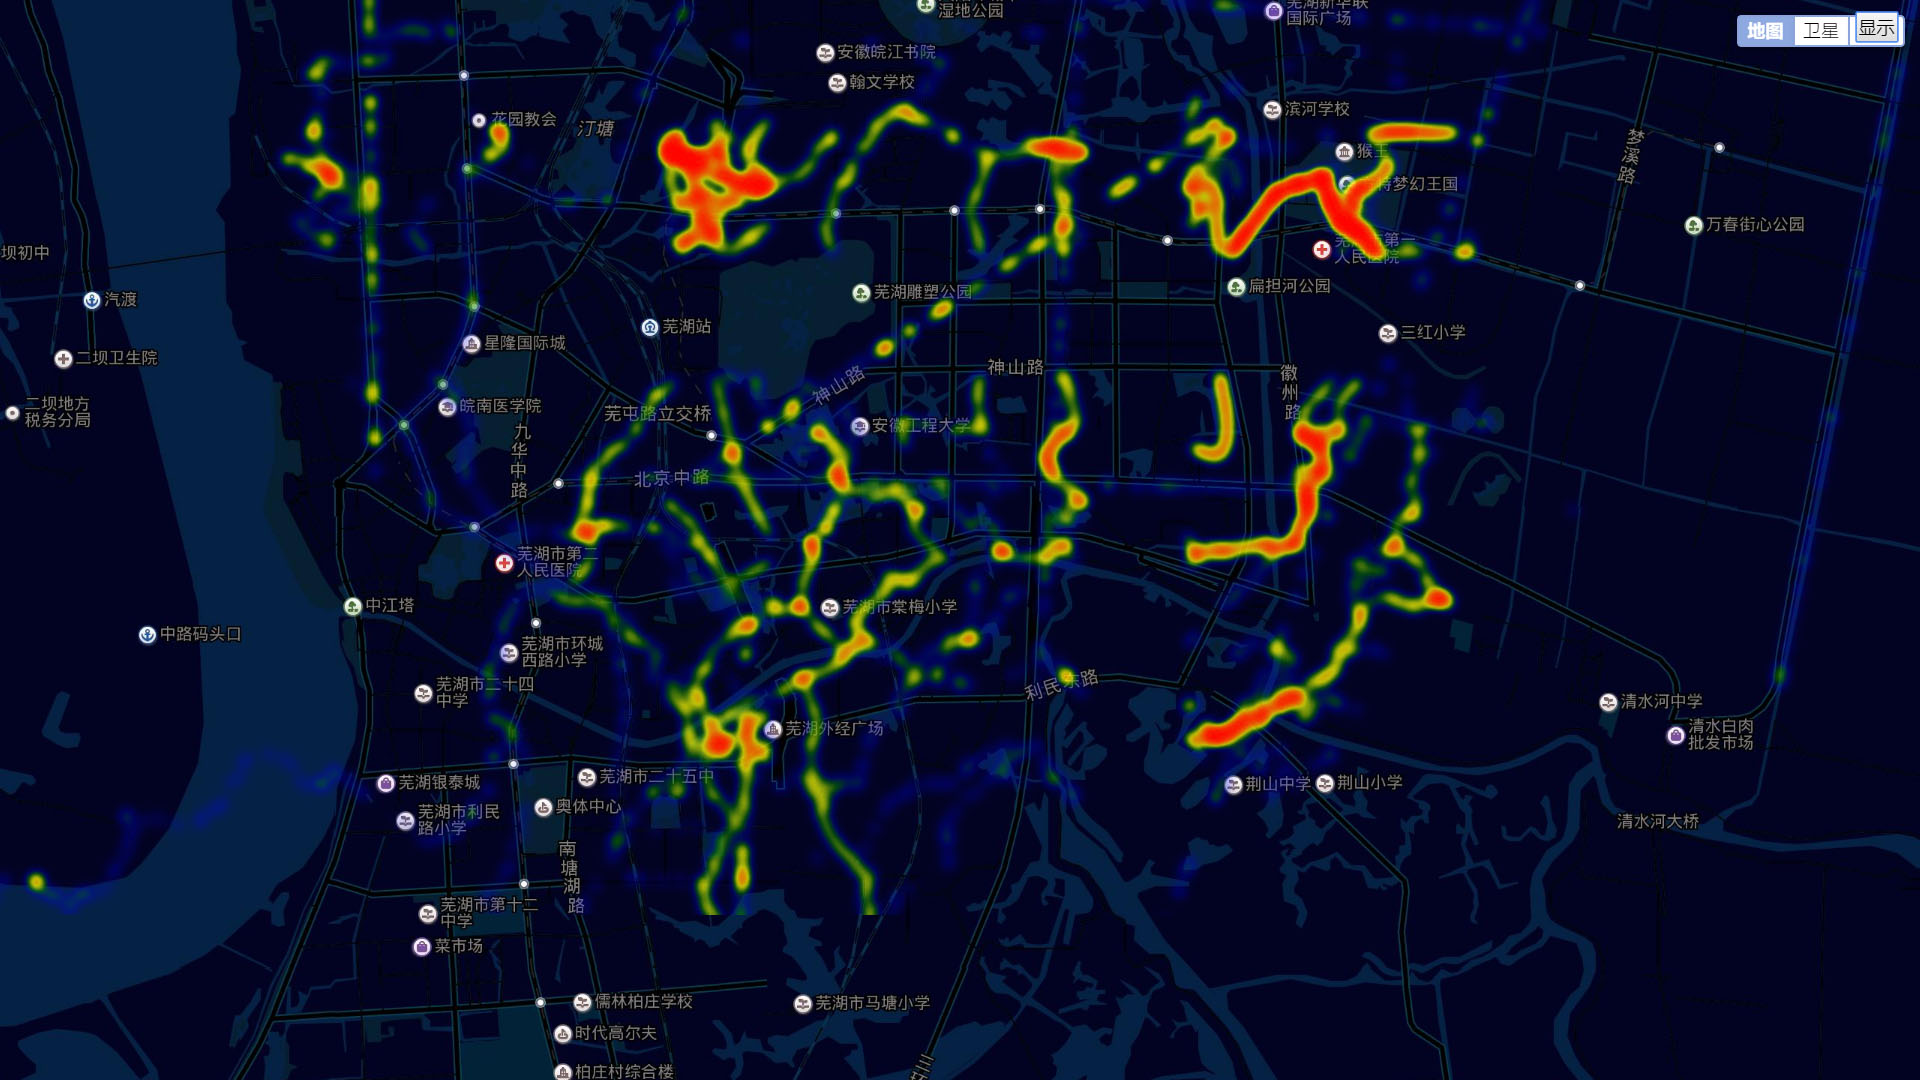 湿地公园
国际广场
地图
卫星
显示
安徽皖江书院
翰文学校
花园教会
汀塘
滨河学校
猴王
梦幻王国
梦溪路
万春街心公园
坝初中
汽渡
芜湖市第一
人民医院
扁担河公园
芜湖雕塑公园
芜湖站
三红小学
星隆国际城
二坝卫生院
神山路
神山路
徽州路
二坝地方
税务分局
皖南医学院
芜屯路立交桥
安徽工程大学
九华中路
北京中路
芜湖市第二
人民医院
中江塔
芜湖市棠梅小学
中路码头口
芜湖市环城
西路小学
芜湖市二十四
中学
利民东路
清水河中学
清水白肉
批发市场
芜湖外经广场
芜湖银泰城
芜湖市二十五中
荆山中学
荆山小学
奥体中心
芜湖市利民
路小学
清水河大桥
南塘湖路
芜湖市第十二
中学
菜市场
儒林柏庄学校
芜湖市马塘小学
时代高尔夫
柏庄村综合楼